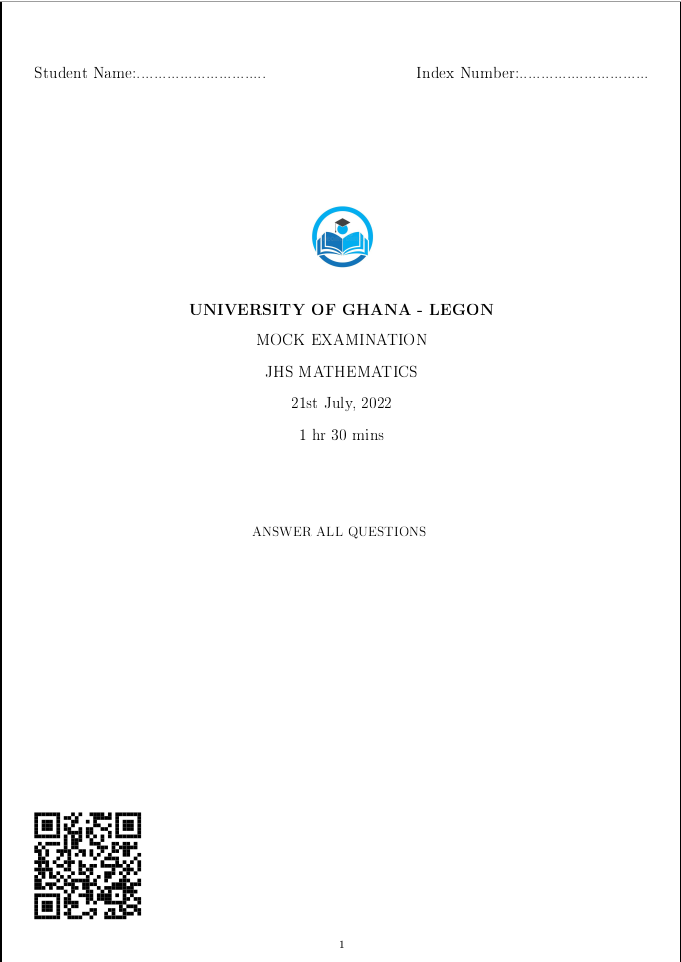 Student Name:..............................
Index Number:..............................
UNIVERSITY OF GHANA - LEGON
MOCK EXAMINATION
JHS MATHEMATICS
21st July, 2022
1 hr 30 mins
ANSWER ALL QUESTIONS
1